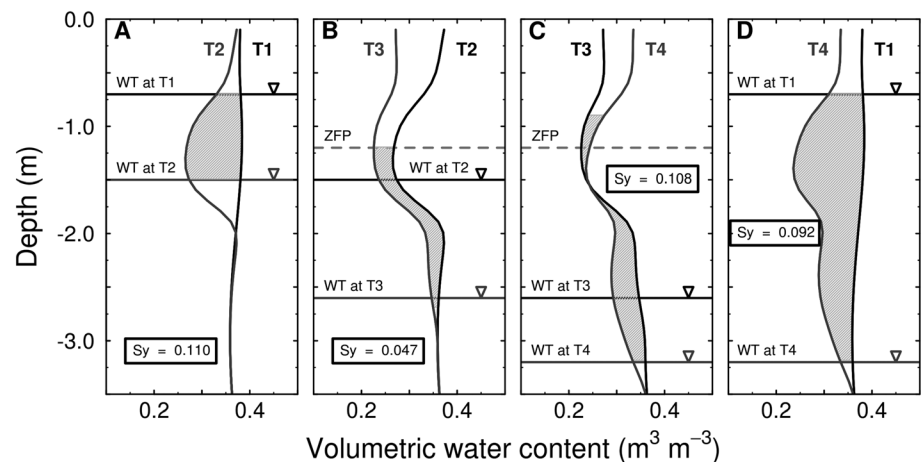 A
T2 T1
WT at T1
WT at T2
Sy = 0.110
B
T3 T2
ZFP
WT at T2
WT at T3
Sy = 0.047
C
T3 T4
ZFP
Sy = 0.108
WT at T3
WT at T4
D
T4 T1
WT at T1
Sy = 0.092
WT at T4
0.0
-1.0
-2.0
-3.0
Depth (m)
0.2 0.4 0.2 0.4 0.2 0.4 0.2 0.4
Volumetric water content (m³ m⁻³)